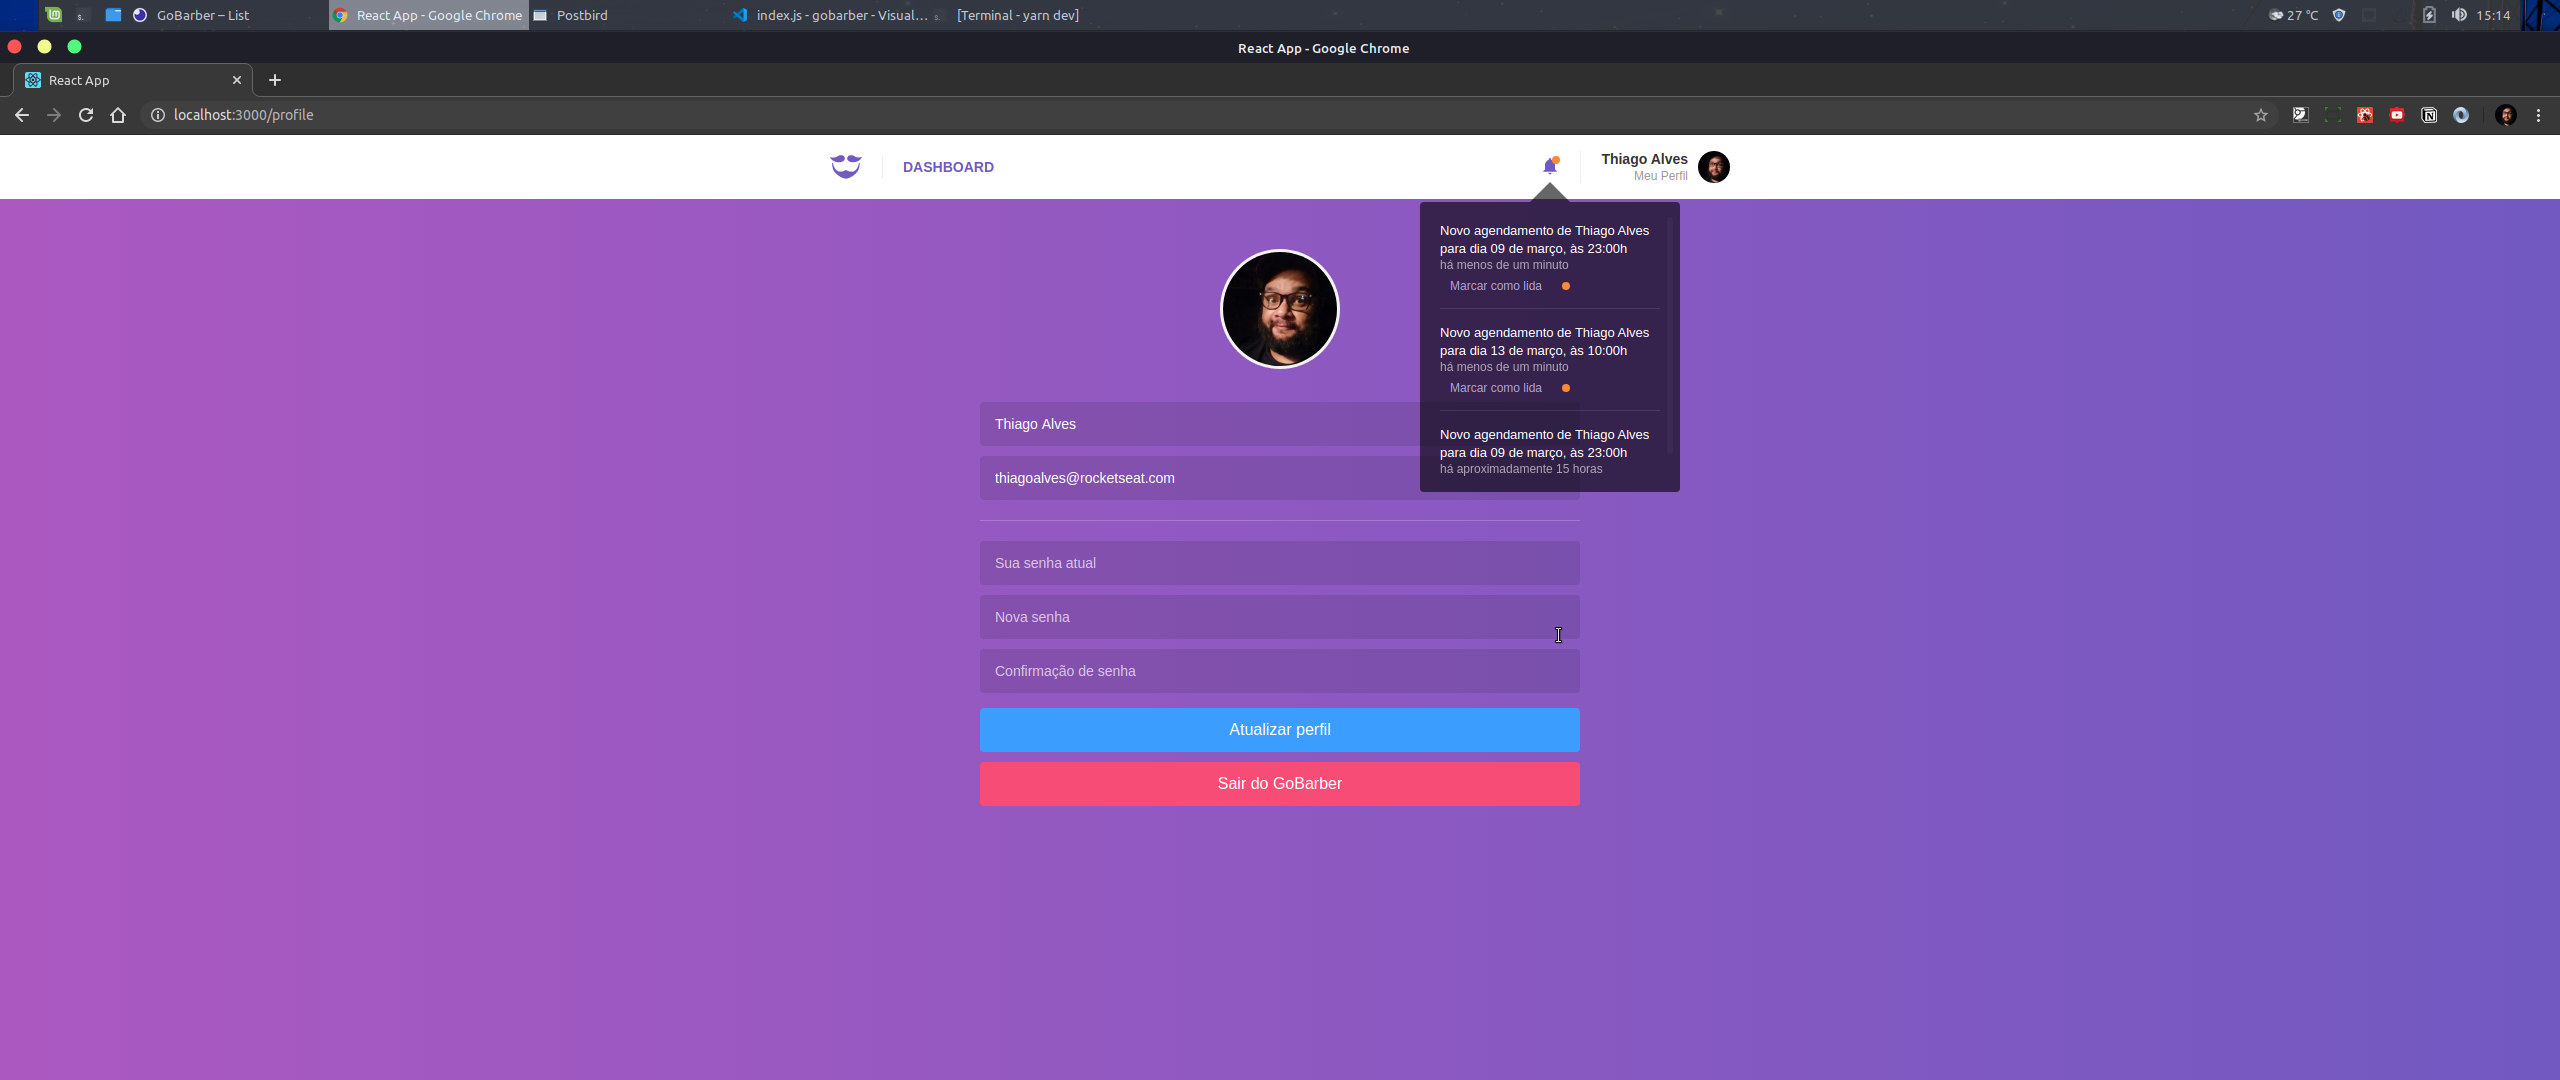 GoBarber – List
React App - Google Chrome
Postbird
index.js - gobarber - Visual...
[Terminal - yarn dev]
27 °C
15:14
React App - Google Chrome
React App
localhost:3000/profile
DASHBOARD
Thiago Alves
Meu Perfil
Novo agendamento de Thiago Alves
para dia 09 de março, às 23:00h
há menos de um minuto
Marcar como lida
Novo agendamento de Thiago Alves
para dia 13 de março, às 10:00h
há menos de um minuto
Marcar como lida
Novo agendamento de Thiago Alves
para dia 09 de março, às 23:00h
há aproximadamente 15 horas
Thiago Alves
thiagoalves@rocketseat.com
Sua senha atual
Nova senha
Confirmação de senha
Atualizar perfil
Sair do GoBarber